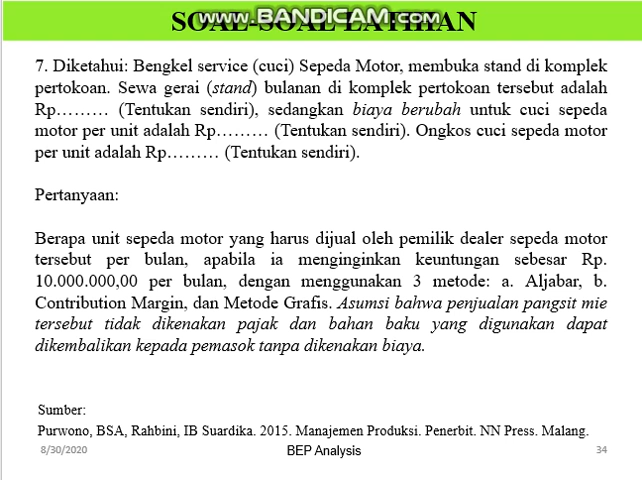 SOAL-SOAL LATIHAN
www.BANDICAM.com
7. Diketahui: Bengkel service (cuci) Sepeda Motor, membuka stand di komplek
pertokoan. Sewa gerai (stand) bulanan di komplek pertokoan tersebut adalah
Rp……… (Tentukan sendiri), sedangkan biaya berubah untuk cuci sepeda
motor per unit adalah Rp……… (Tentukan sendiri). Ongkos cuci sepeda motor
per unit adalah Rp……… (Tentukan sendiri).
Pertanyaan:
Berapa unit sepeda motor yang harus dijual oleh pemilik dealer sepeda motor
tersebut per bulan, apabila ia menginginkan keuntungan sebesar Rp.
10.000.000,00 per bulan, dengan menggunakan 3 metode: a. Aljabar, b.
Contribution Margin, dan Metode Grafis. Asumsi bahwa penjualan pangsit mie
tersebut tidak dikenakan pajak dan bahan baku yang digunakan dapat
dikembalikan kepada pemasok tanpa dikenakan biaya.
Sumber:
Purwono, BSA, Rahbini, IB Suardika. 2015. Manajemen Produksi. Penerbit. NN Press. Malang.
8/30/2020
BEP Analysis
34